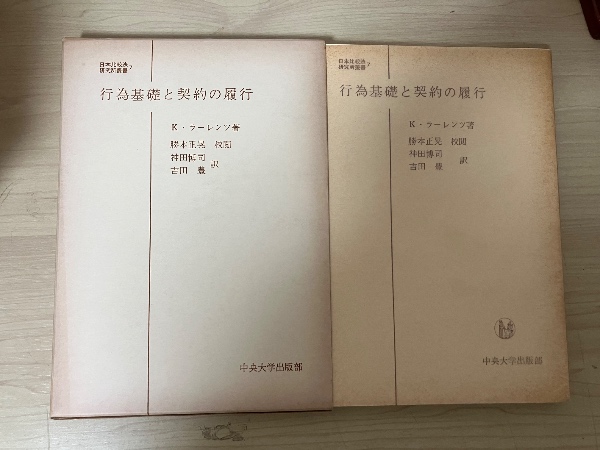 日本比較法
研究所叢書7
行為基礎と契約の履行
K・ラーレンツ著
勝本正晃 校閲
神田博司
吉田 豊
訳
中央大学出版部
日本比較法
研究所叢書7
行為基礎と契約の履行
K・ラーレンツ著
勝本正晃 校閲
神田博司
吉田 豊
訳
中央大学出版部